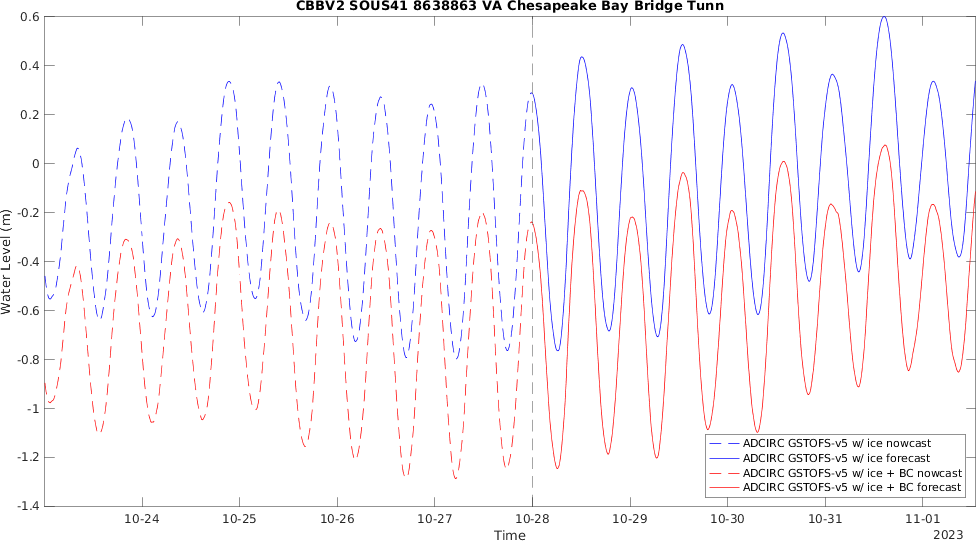 CBBV2 SOUS41 8638863 VA Chesapeake Bay Bridge Tunn
Water Level (m)
0.6
0.4
0.2
0
-0.2
-0.4
-0.6
-0.8
-1
-1.2
-1.4
ADCIRC GSTOFS-v5 w/ ice nowcast
ADCIRC GSTOFS-v5 w/ ice forecast
ADCIRC GSTOFS-v5 w/ ice + BC nowcast
ADCIRC GSTOFS-v5 w/ ice + BC forecast
10-24 10-25 10-26 10-27 10-28 10-29 10-30 10-31 11-01
Time
2023